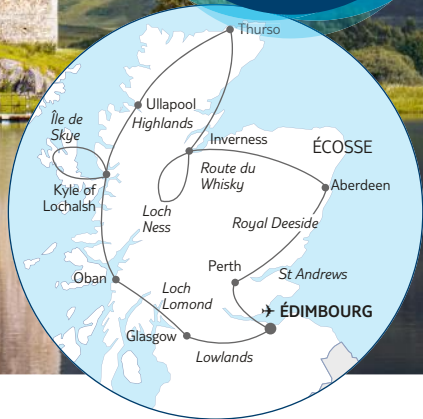 Thurso
Ullapool
Highlands
Île de
Skye
Inverness
ÉCOSSE
Kyle of
Lochalsh
Route du
Whisky
Aberdeen
Loch
Ness
Royal Deeside
Perth
St Andrews
Oban
Loch
Lomond
ÉDIMBOURG
Glasgow
Lowlands